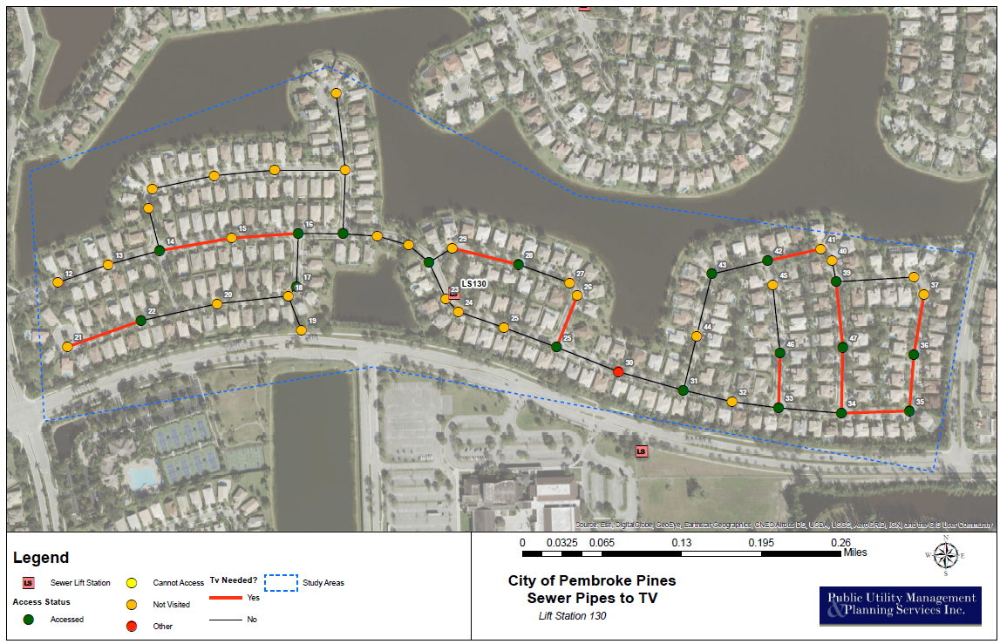 41
42
40
16
29
28
15
14
43
39
13
45
27
37
17
12
LS130
23
18
LS
26
20
24
22
44
25
21
19
47
46
36
25
30
31
32
33
34
35
LS
Source: Esri, DigitalGlobe, GeoEye, Earthstar Geographics, CNES/Airbus DS, USDA, USGS, AeroGRID, IGN, and the GIS User Community
Legend
LS Sewer Lift Station
Access Status
Accessed
Cannot Access
Not Visited
Other
Tv Needed?
Yes
No
Study Areas
0 0.0325 0.065 0.13 0.195 0.26
Miles
N
W E
S
City of Pembroke Pines
Sewer Pipes to TV
Lift Station 130
Public Utility Management
& Planning Services Inc.